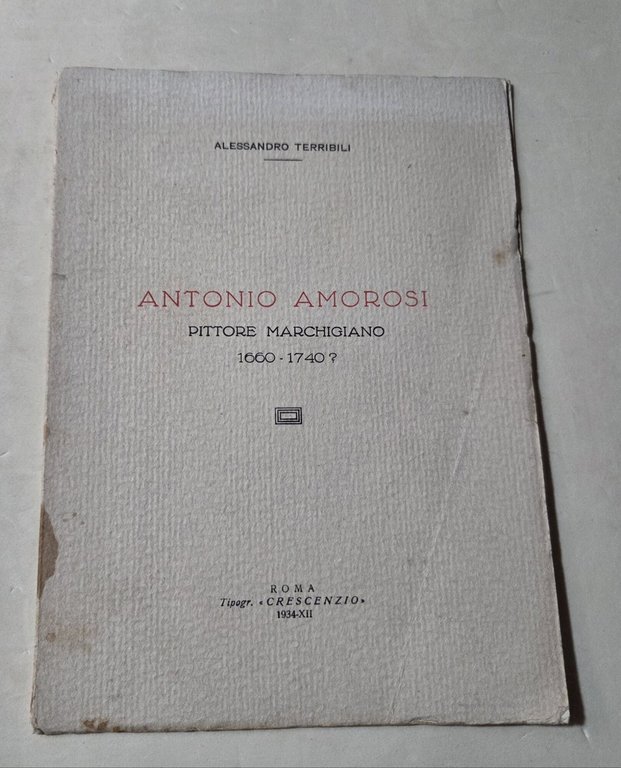 ALESSANDRO TERRIBILI
ANTONIO AMOROSI
PITTORE MARCHIGIANO
1660 - 1740 ?
ROMA
Tipogr. «CRESCENZIO»
1934-XII